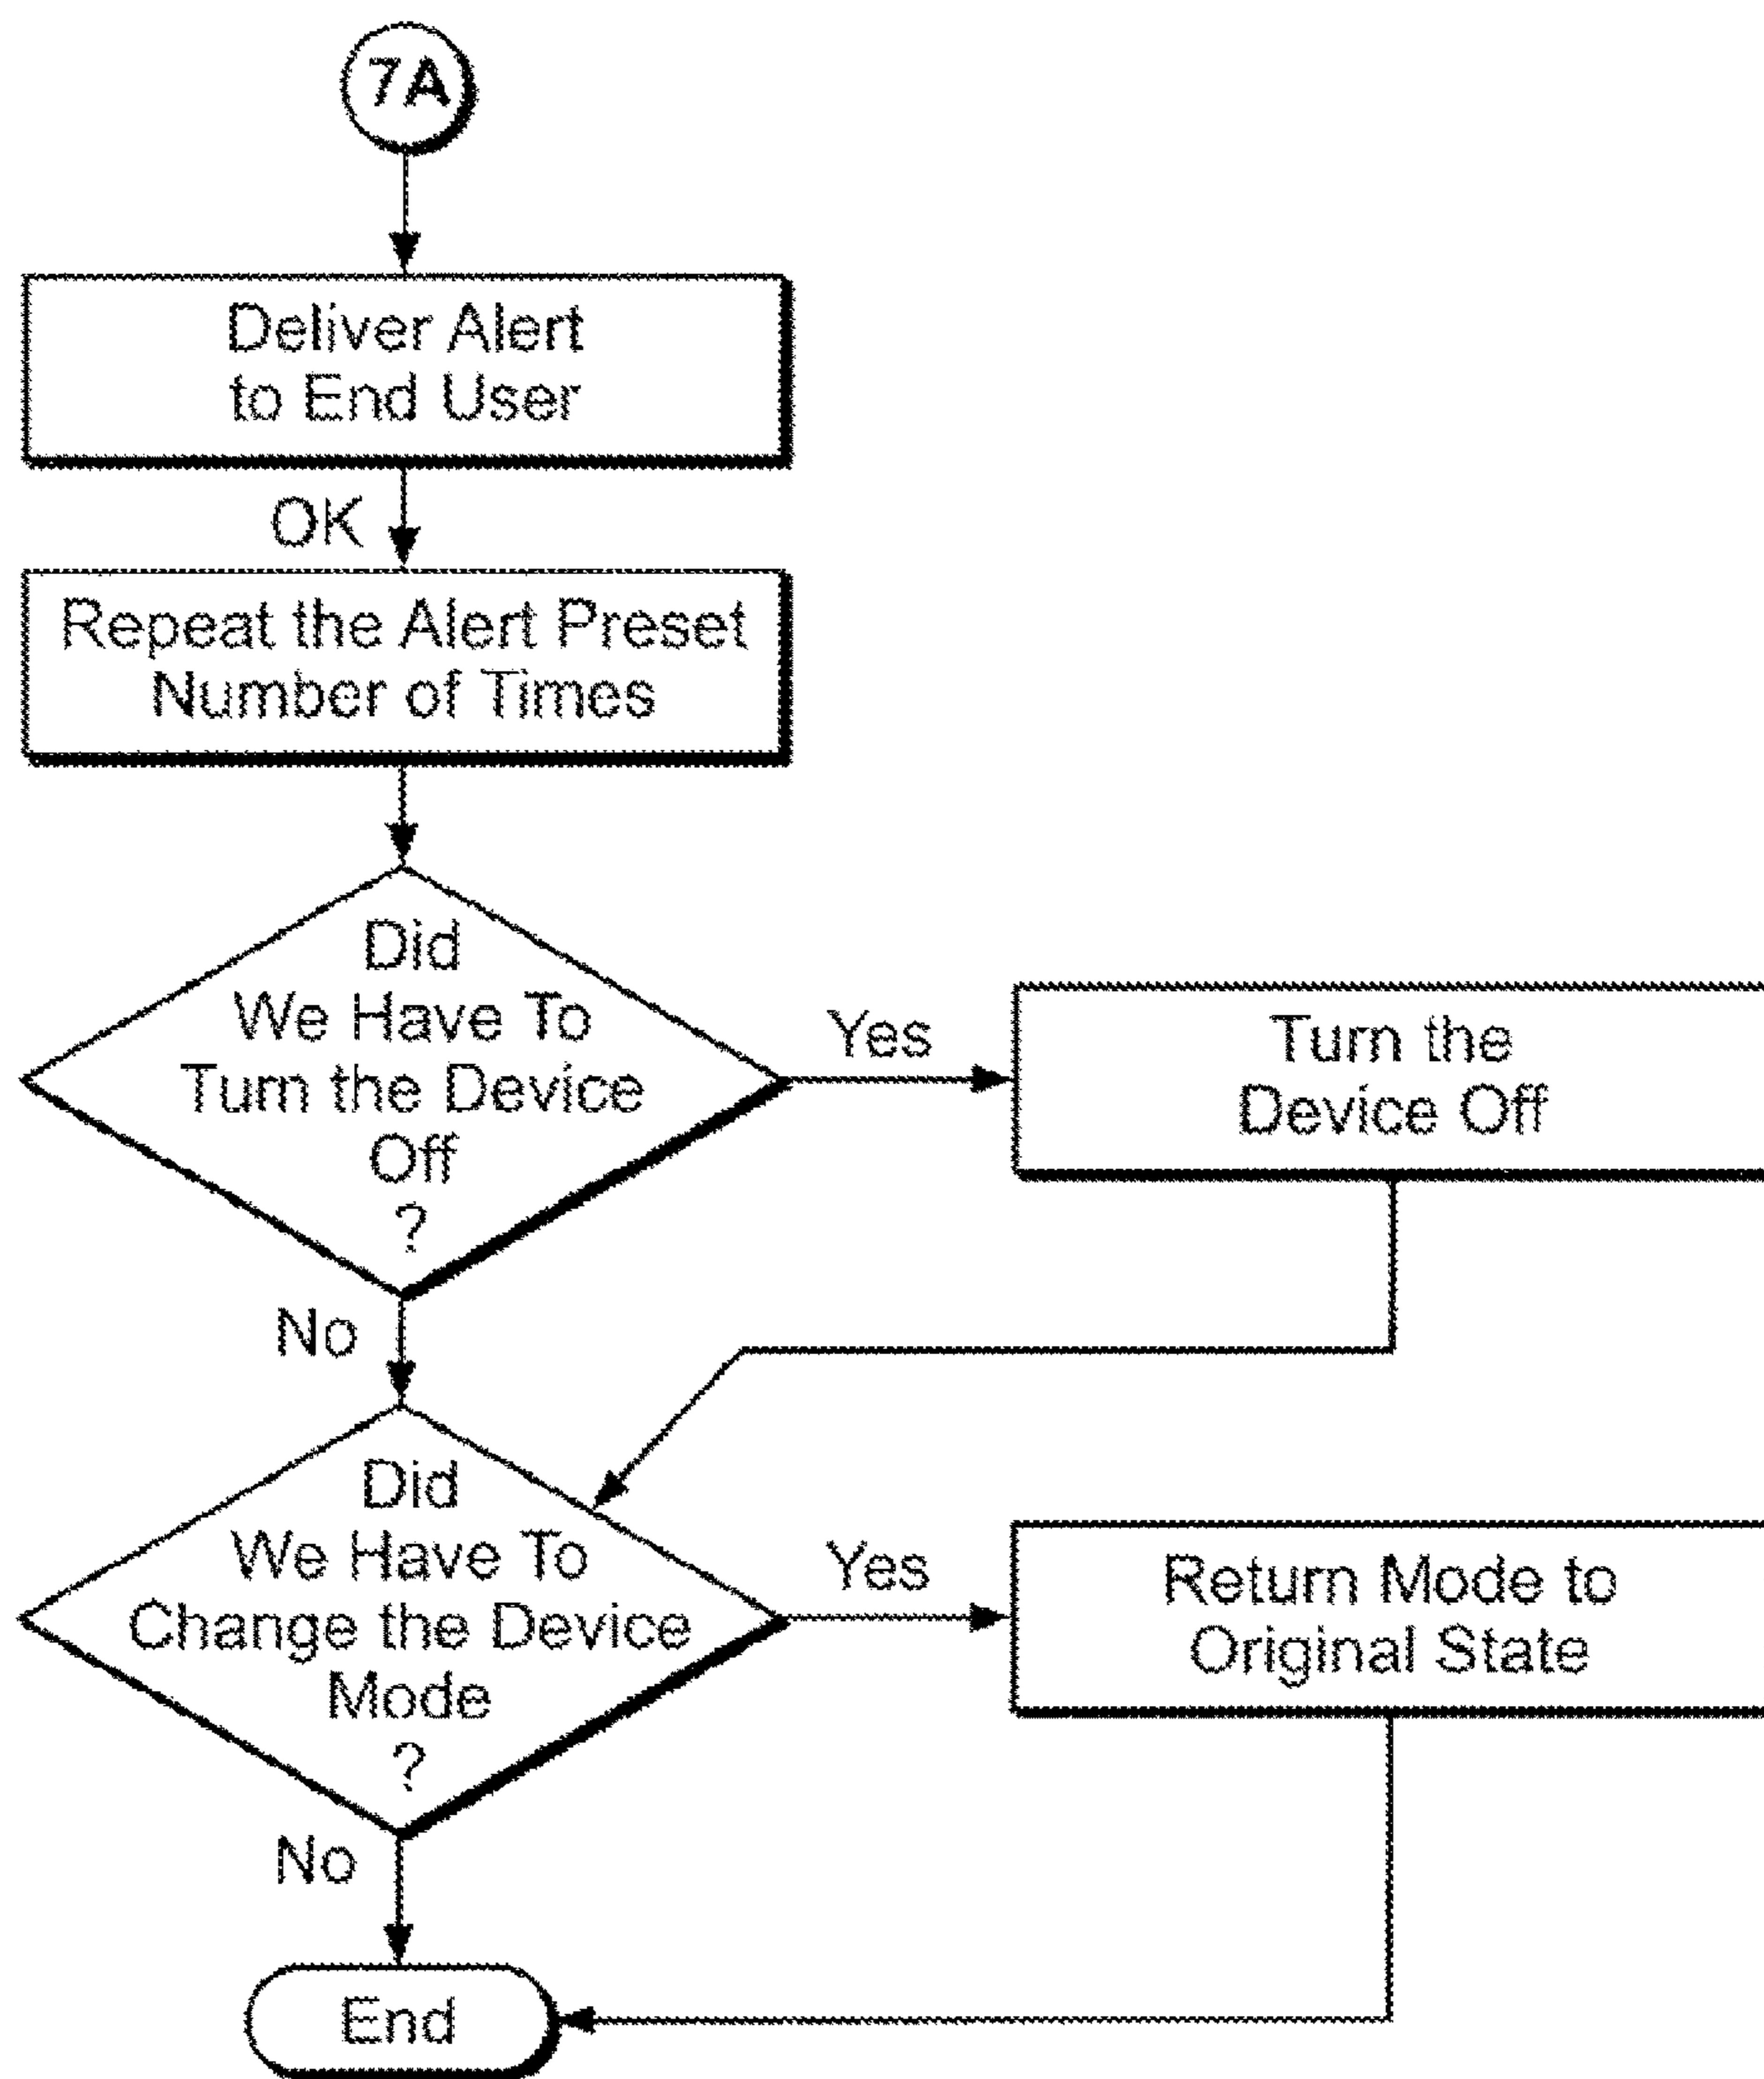 7A
Deliver Alert
to End User
OK
Repeat the Alert Preset
Number of Times
Did
We Have To
Turn the Device
Off
?
Yes
Turn the
Device Off
No
Did
We Have To
Change the Device
Mode
?
Yes
Return Mode to
Original State
No
End